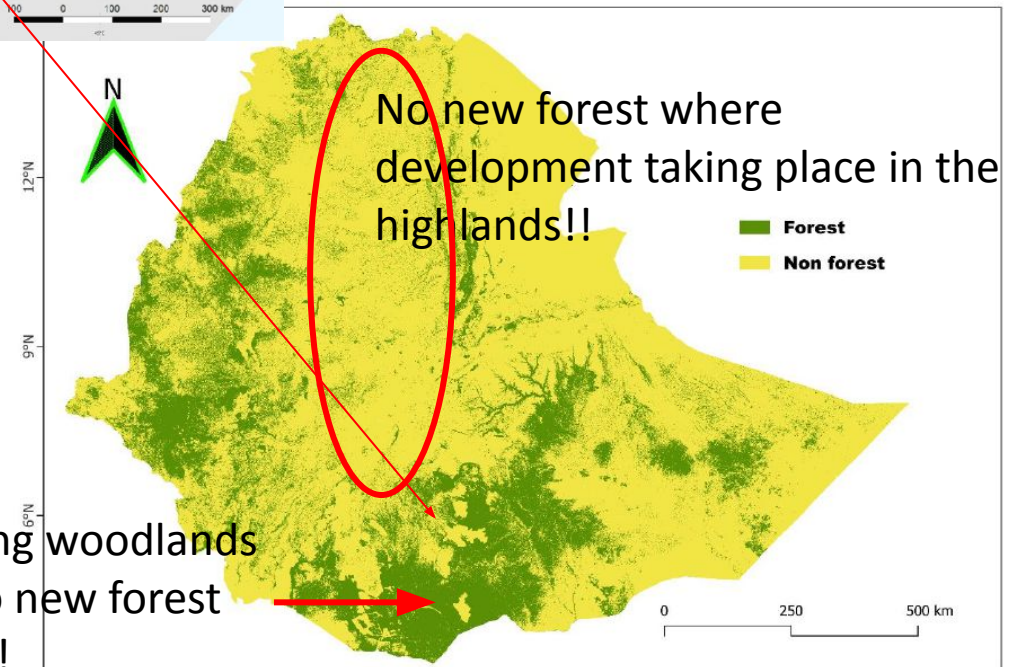 100 0 100 200 300 km
N
No new forest where
development taking place in the
highlands!!
12°N
Forest
Non forest
9°N
6°N
ng woodlands
new forest
!
0 250 500 km